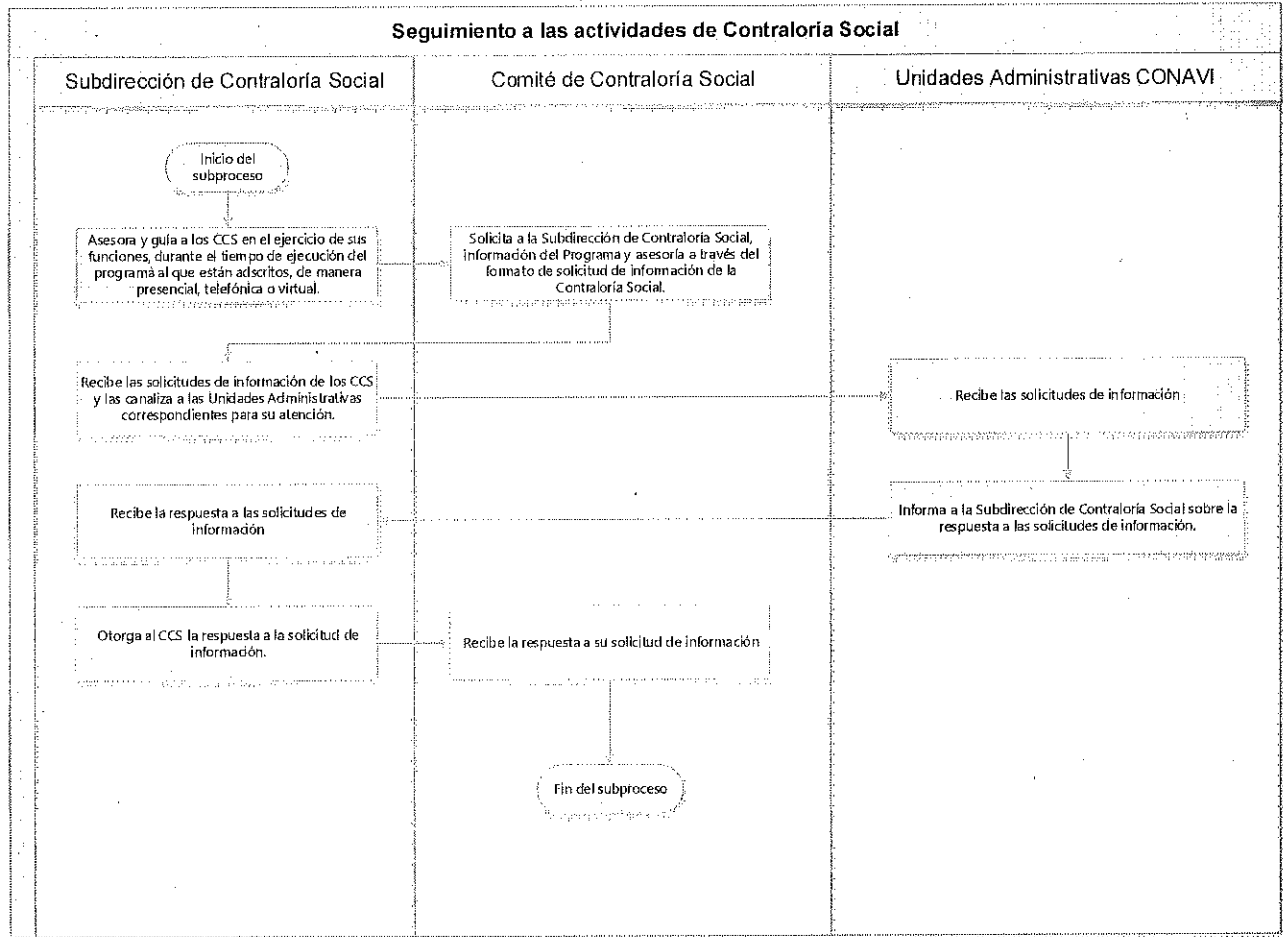 Seguimiento a las actividades de Contraloría Social
Subdirección de Contraloría Social
Comité de Contraloría Social
Unidades Administrativas CONAVI
Inicio del
subproceso
Asesora y guía a los CCS en el ejercicio de sus
funciones, durante el tiempo de ejecución del
programa al que están adscritos, de manera
presencial, telefónica o virtual.
Solicita a la Subdirección de Contraloría Social,
información del Programa y asesoría a través del
formato de solicitud de información de la
Contraloría Social.
Recibe las solicitudes de información de los CCS
y las canaliza a las Unidades Administrativas
correspondientes para su atención.
Recibe las solicitudes de información
Recibe la respuesta a las solicitudes de
información
Informa a la Subdirección de Contraloría Social sobre la
respuesta a las solicitudes de información.
Otorga al CCS la respuesta a la solicitud de
información.
Recibe la respuesta a su solicitud de información
Fin del subproceso